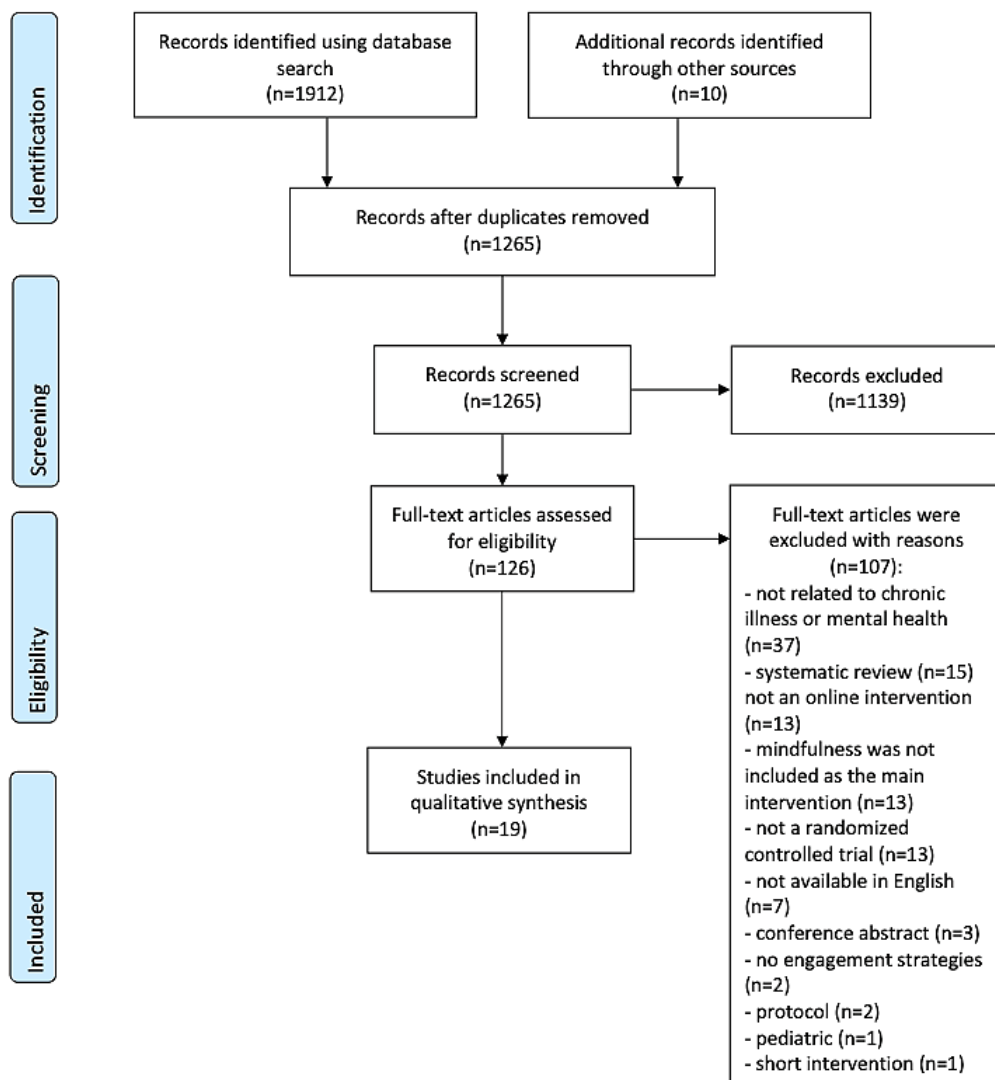 Identification
Records identified using database
search
(n=1912)
Additional records identified
through other sources
(n=10)
Records after duplicates removed
(n=1265)
Screening
Records screened
(n=1265)
Records excluded
(n=1139)
Eligibility
Full-text articles assessed
for eligibility
(n=126)
Full-text articles were
excluded with reasons
(n=107):
- not related to chronic
illness or mental health
(n=37)
- systematic review (n=15)
not an online intervention
(n=13)
- mindfulness was not
included as the main
intervention (n=13)
- not a randomized
controlled trial (n=13)
- not available in English
(n=7)
- conference abstract (n=3)
- no engagement strategies
(n=2)
- protocol (n=2)
- pediatric (n=1)
- short intervention (n=1)
Included
Studies included in
qualitative synthesis
(n=19)